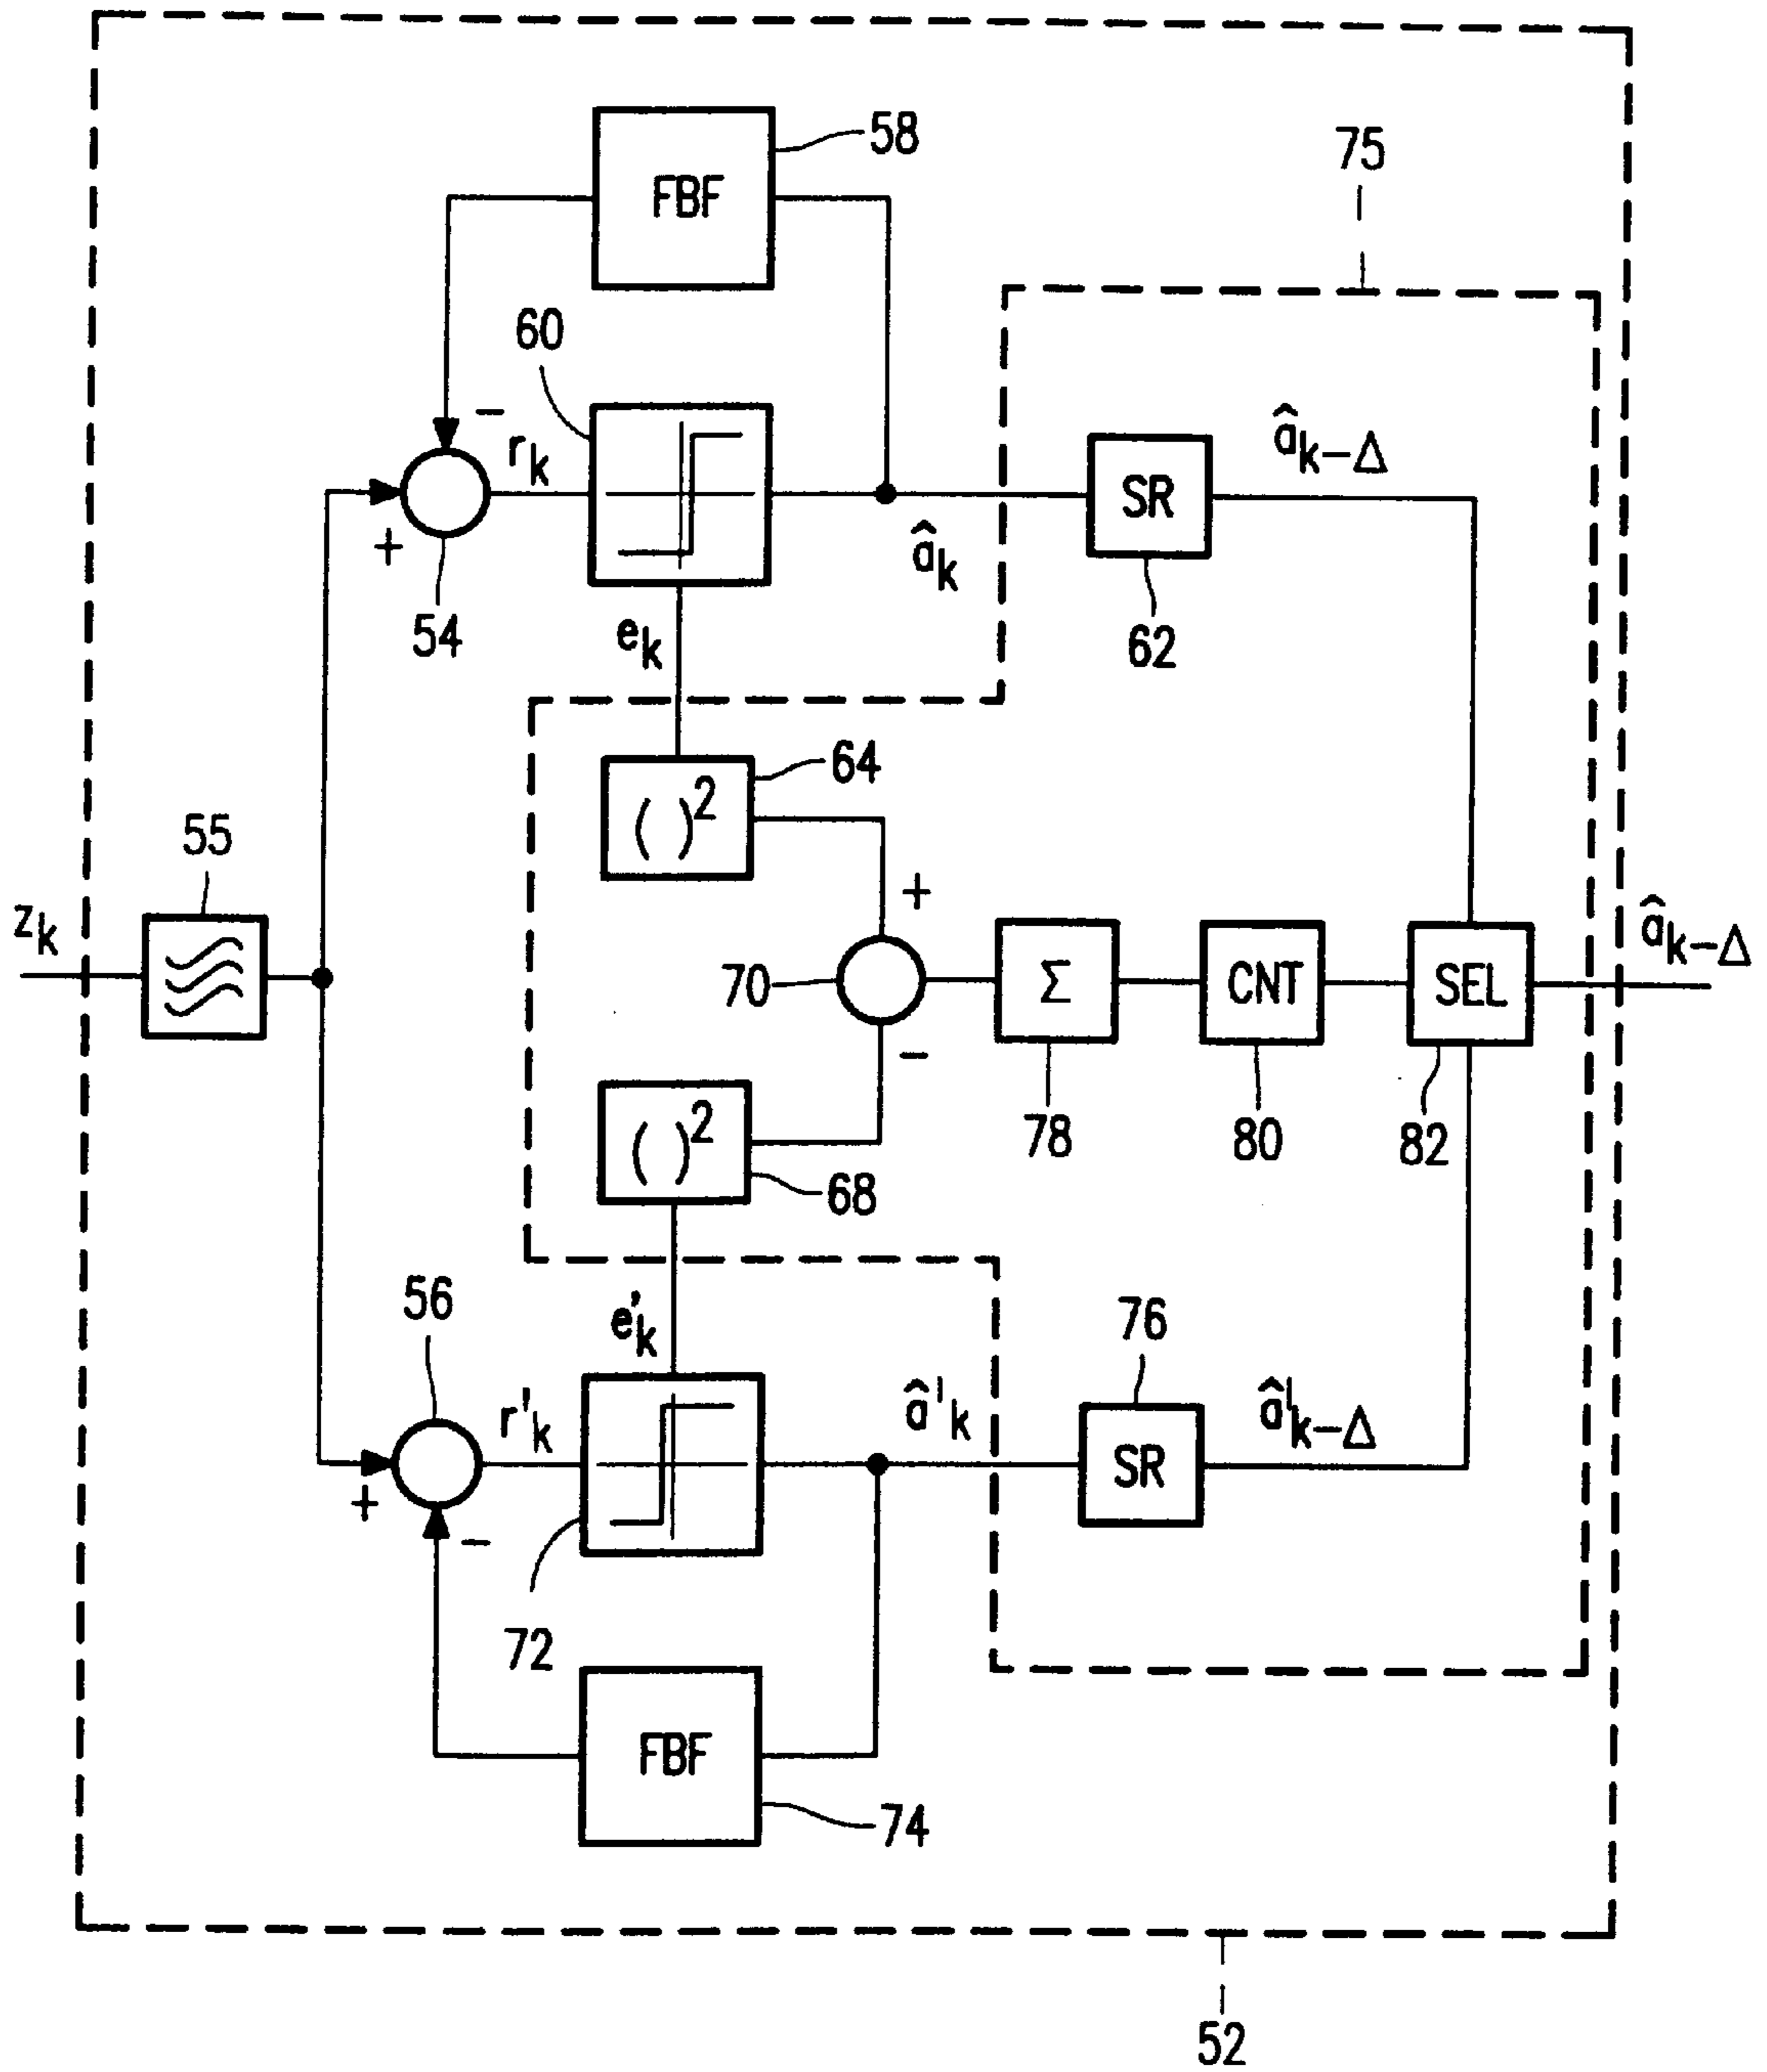 58
FBF
75
60
−
r_k
â_{k−Δ}
SR
+
â_k
54
e_k
62
64
( )²
55
+
z_k
â_{k−Δ}
70
Σ
CNT
SEL
−
( )²
78
80
82
68
56
e'_k
76
r'_k
â'_k
â'_{k−Δ}
SR
+
−
72
FBF
74
52